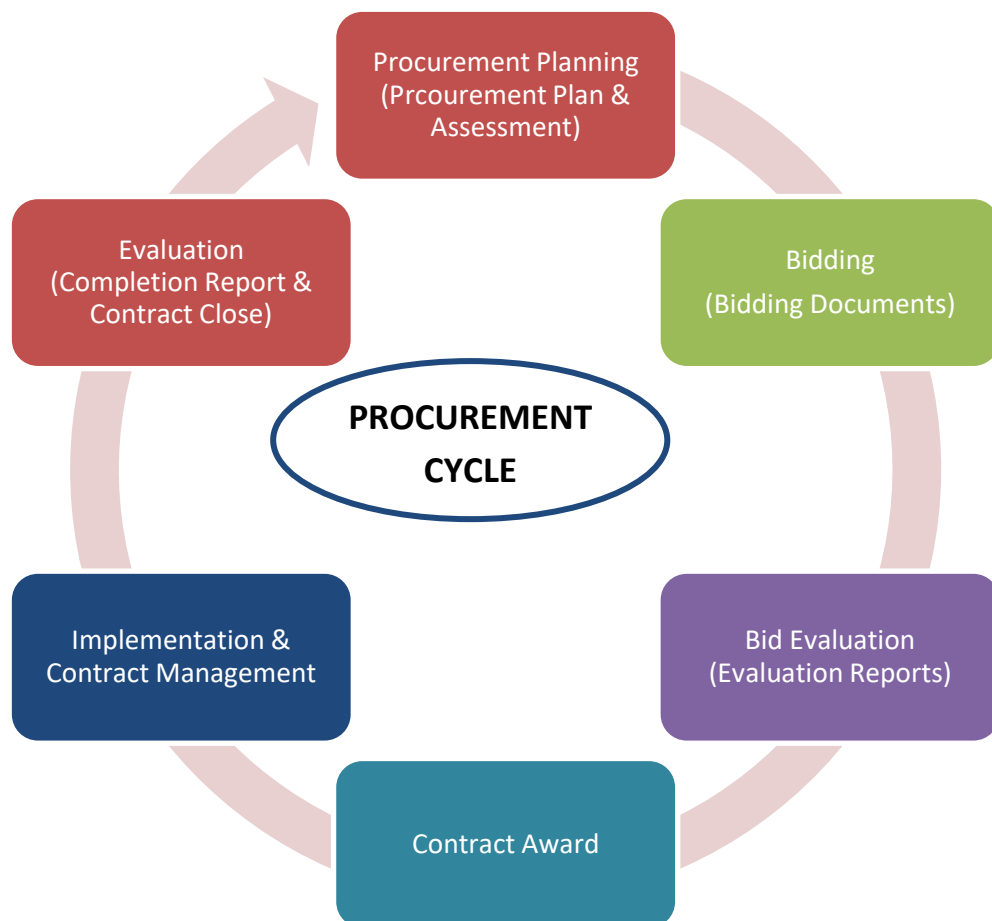 Procurement Planning
(Prcourement Plan &
Assessment)
Bidding
(Bidding Documents)
Bid Evaluation
(Evaluation Reports)
Contract Award
Implementation &
Contract Management
Evaluation
(Completion Report &
Contract Close)
PROCUREMENT
CYCLE